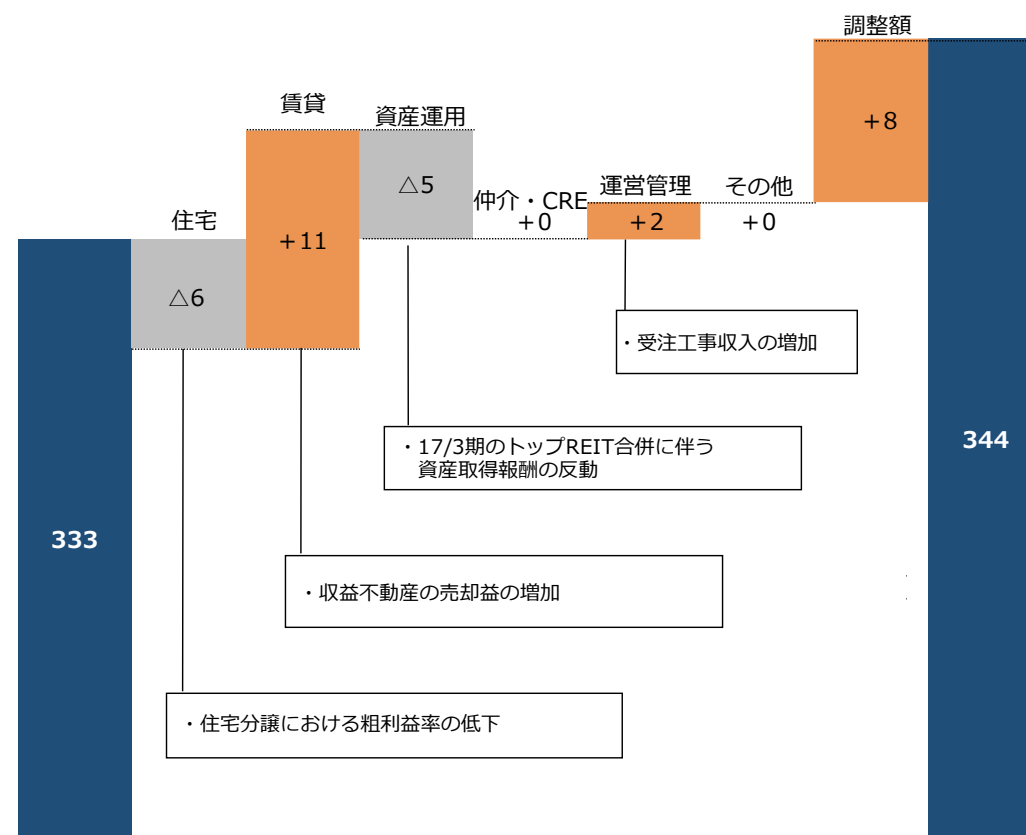 調整額
+8
賃貸
資産運用
+11
△5
仲介・CRE
+0
運営管理
+2
その他
+0
住宅
△6
333
344
・受注工事収入の増加
・17/3期のトップREIT合併に伴う
資産取得報酬の反動
・収益不動産の売却益の増加
・住宅分譲における粗利益率の低下